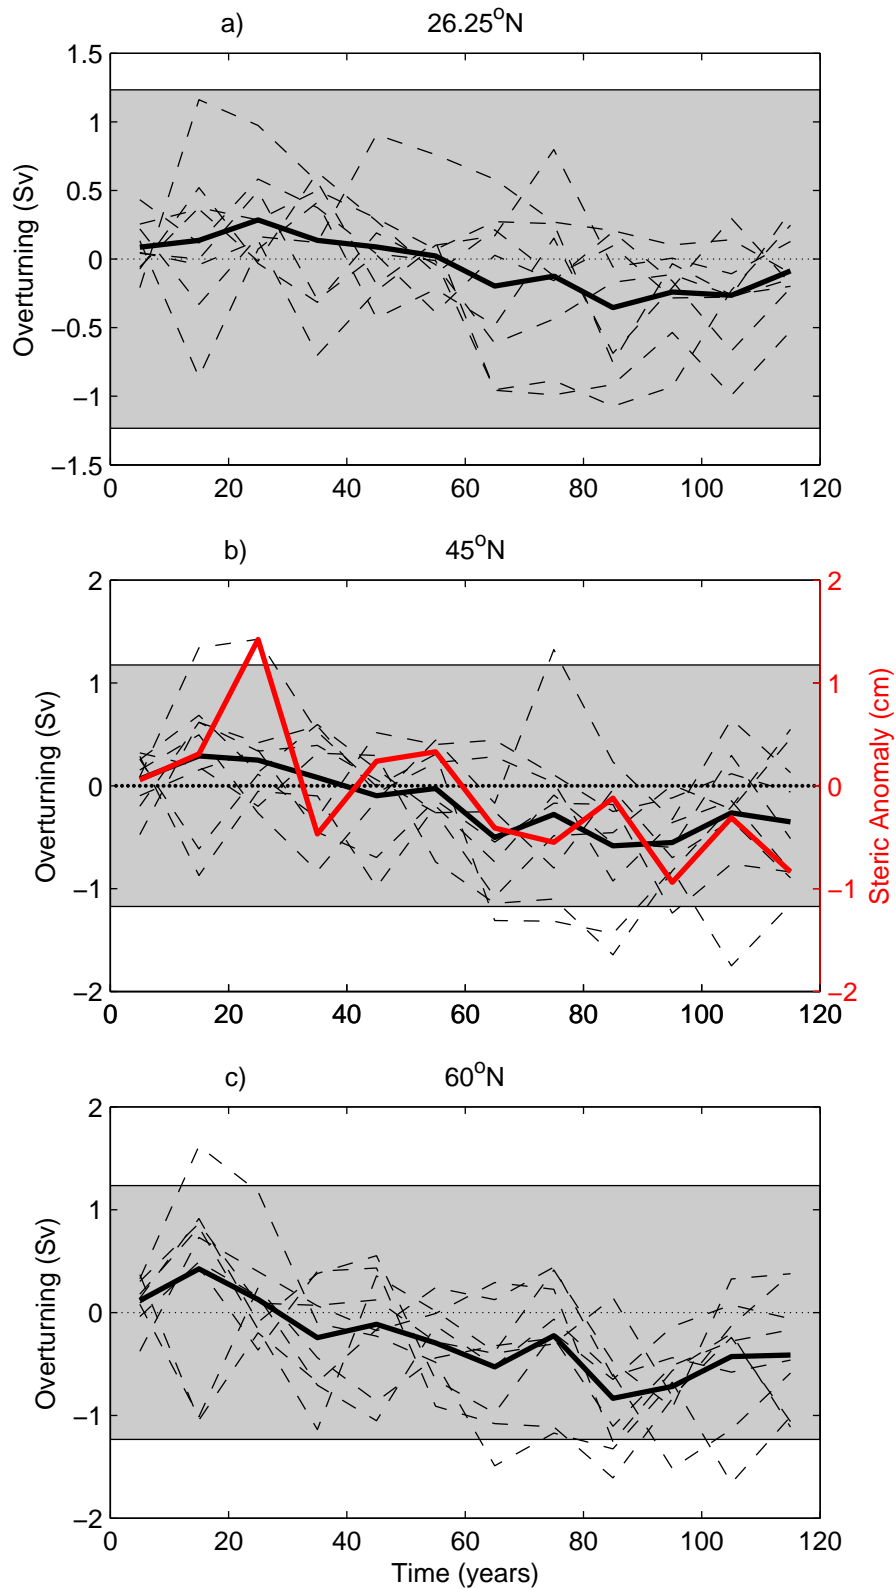 a) 26.25°N
1.5
1
0.5
0
−0.5
−1
−1.5
Overturning (Sv)
0 20 40 60 80 100 120
b) 45°N
2
1
0
−1
−2
Overturning (Sv)
2
1
0
−1
−2
Steric Anomaly (cm)
0 20 40 60 80 100 120
c) 60°N
2
1
0
−1
−2
Overturning (Sv)
0 20 40 60 80 100 120
Time (years)